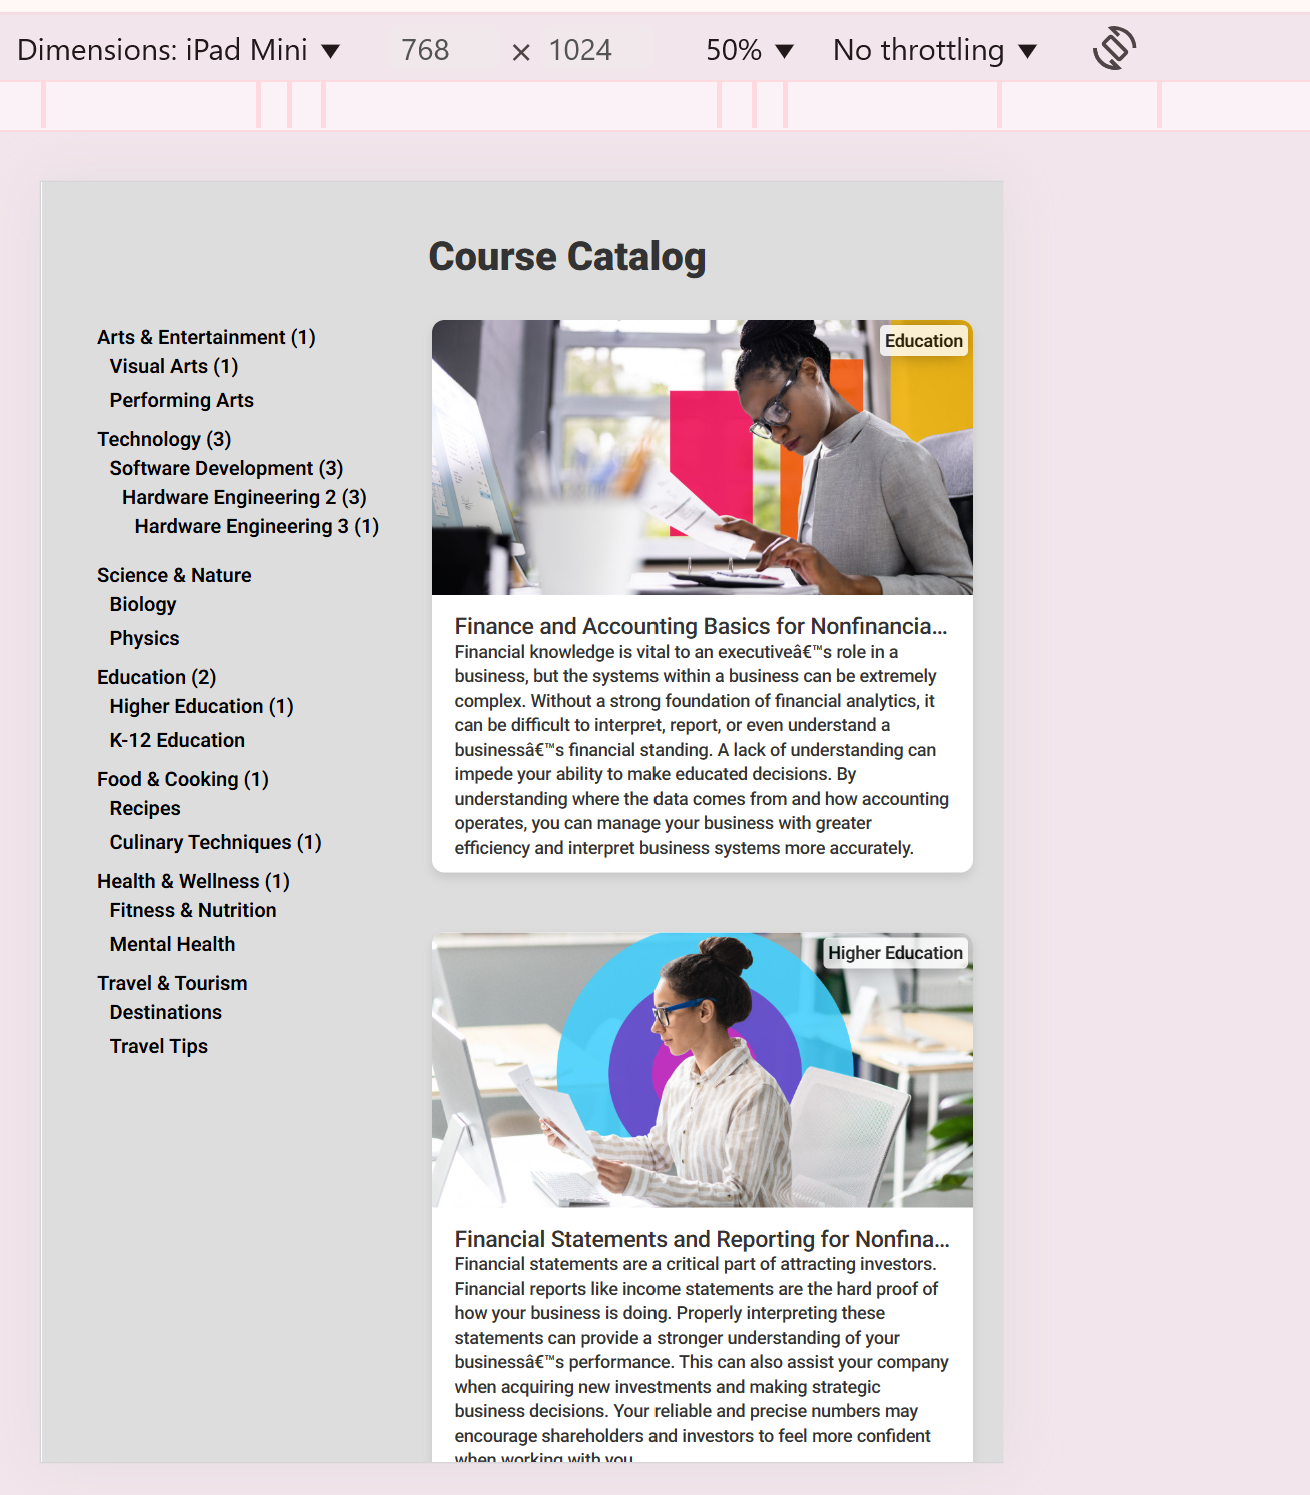 Dimensions: iPad Mini ▼ 768 × 1024 50% ▼ No throttling ▼
Course Catalog
Arts & Entertainment (1)
Visual Arts (1)
Performing Arts
Technology (3)
Software Development (3)
Hardware Engineering 2 (3)
Hardware Engineering 3 (1)
Science & Nature
Biology
Physics
Education (2)
Higher Education (1)
K-12 Education
Food & Cooking (1)
Recipes
Culinary Techniques (1)
Health & Wellness (1)
Fitness & Nutrition
Mental Health
Travel & Tourism
Destinations
Travel Tips
Education
Finance and Accounting Basics for Nonfinancia...
Financial knowledge is vital to an executiveâ€™s role in a
business, but the systems within a business can be extremely
complex. Without a strong foundation of financial analytics, it
can be difficult to interpret, report, or even understand a
businessâ€™s financial standing. A lack of understanding can
impede your ability to make educated decisions. By
understanding where the data comes from and how accounting
operates, you can manage your business with greater
efficiency and interpret business systems more accurately.
Higher Education
Financial Statements and Reporting for Nonfina...
Financial statements are a critical part of attracting investors.
Financial reports like income statements are the hard proof of
how your business is doing. Properly interpreting these
statements can provide a stronger understanding of your
businessâ€™s performance. This can also assist your company
when acquiring new investments and making strategic
business decisions. Your reliable and precise numbers may
encourage shareholders and investors to feel more confident
when working with you